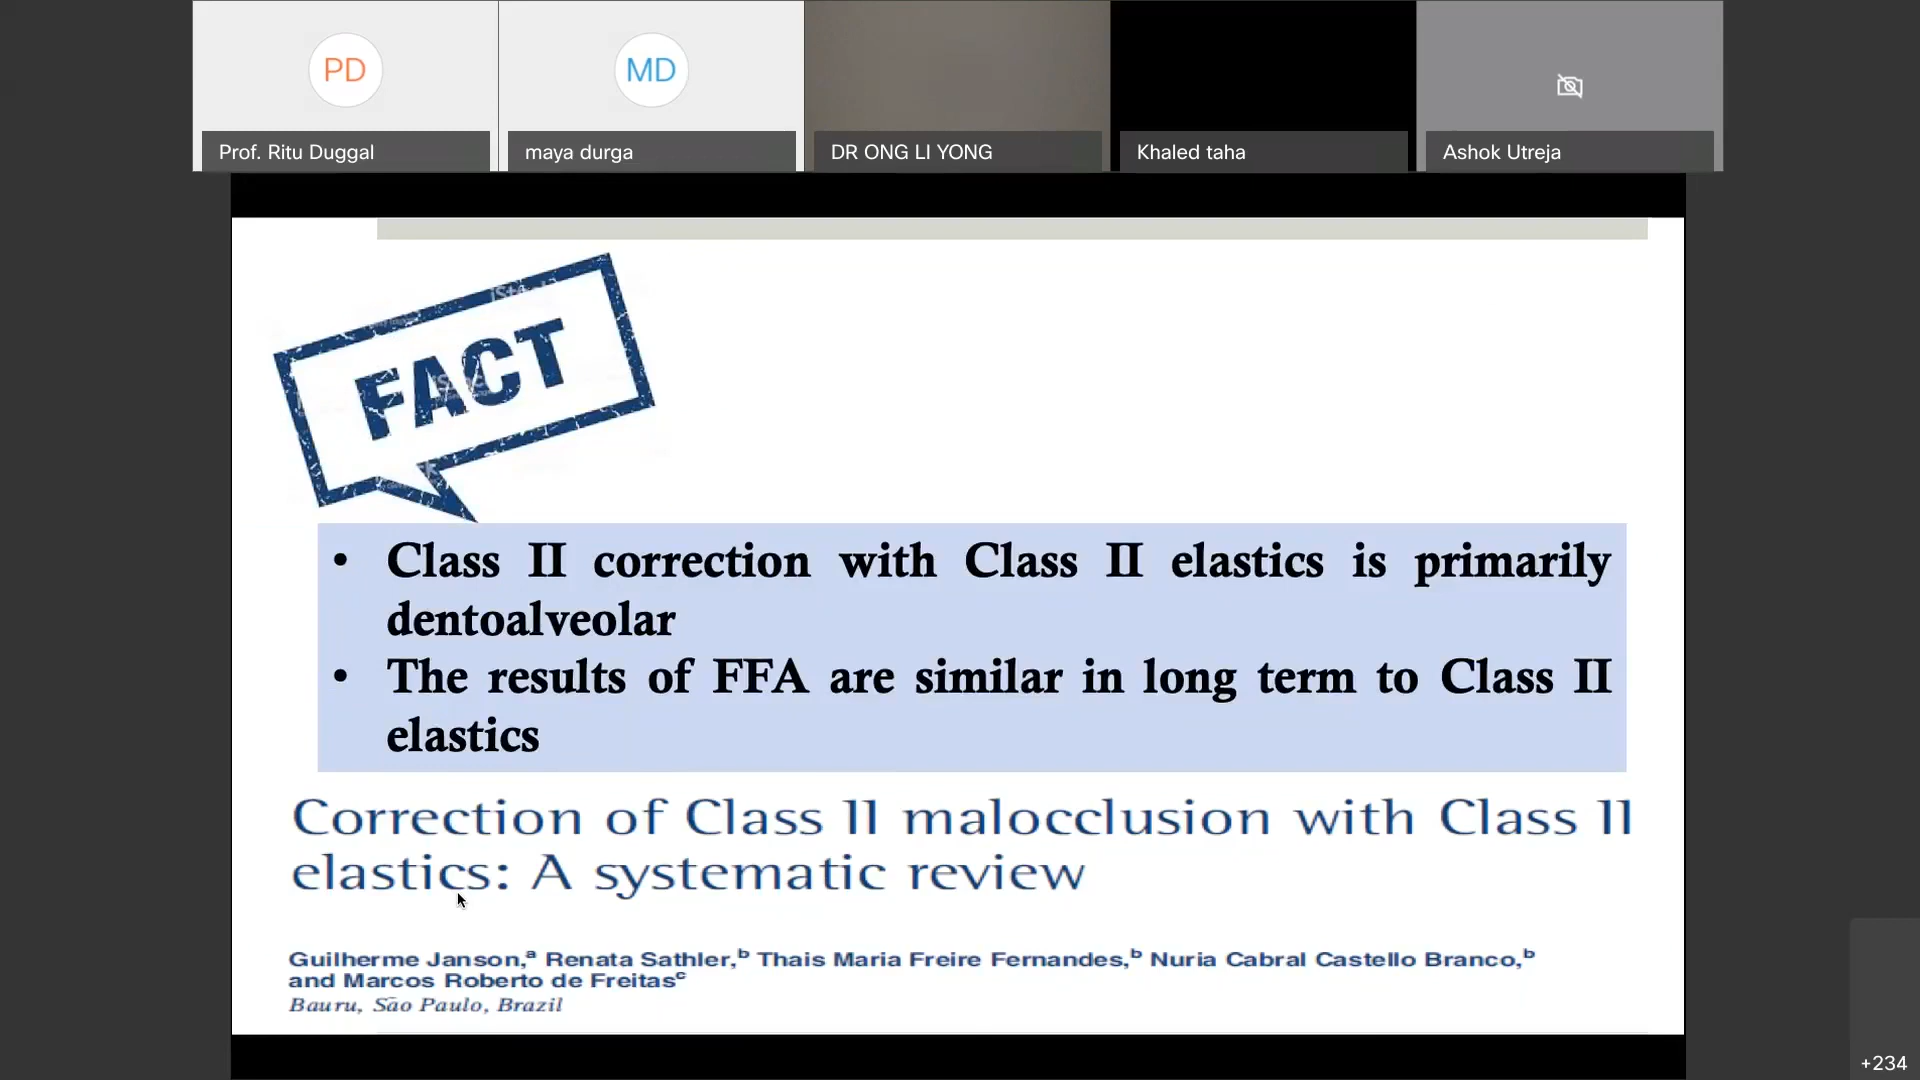 PD
MD
Prof. Ritu Duggal
maya durga
DR ONG LI YONG
Khaled taha
Ashok Utreja
FACT
• Class II correction with Class II elastics is primarily
dentoalveolar
• The results of FFA are similar in long term to Class II
elastics
Correction of Class II malocclusion with Class II
elastics: A systematic review
Guilherme Janson,ᵃ Renata Sathler,ᵇ Thais Maria Freire Fernandes,ᵇ Nuria Cabral Castello Branco,ᵇ
and Marcos Roberto de Freitasᶜ
Bauru, São Paulo, Brazil
+234